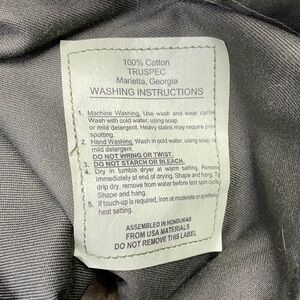 100% Cotton
TRUSPEC
Marietta, Georgia
WASHING INSTRUCTIONS
1. Machine Washing. Use wash and wear cycle.
Wash with cold water, using soap
or mild detergent. Heavy stains may require pre
spotting.
2. Hand Washing. Wash in cold water, using soap
mild detergent.
DO NOT WRING OR TWIST.
3. DO NOT STARCH OR BLEACH.
4. Dry in tumble dryer at warm setting. Remove
immediately at end of drying. Shape and hang. To
drip dry, remove from water before last spin cycle.
Shape and hang.
5. If touch-up is required, iron at moderate or
heat setting.
ASSEMBLED IN HONDURAS
FROM USA MATERIALS
DO NOT REMOVE THIS LABEL